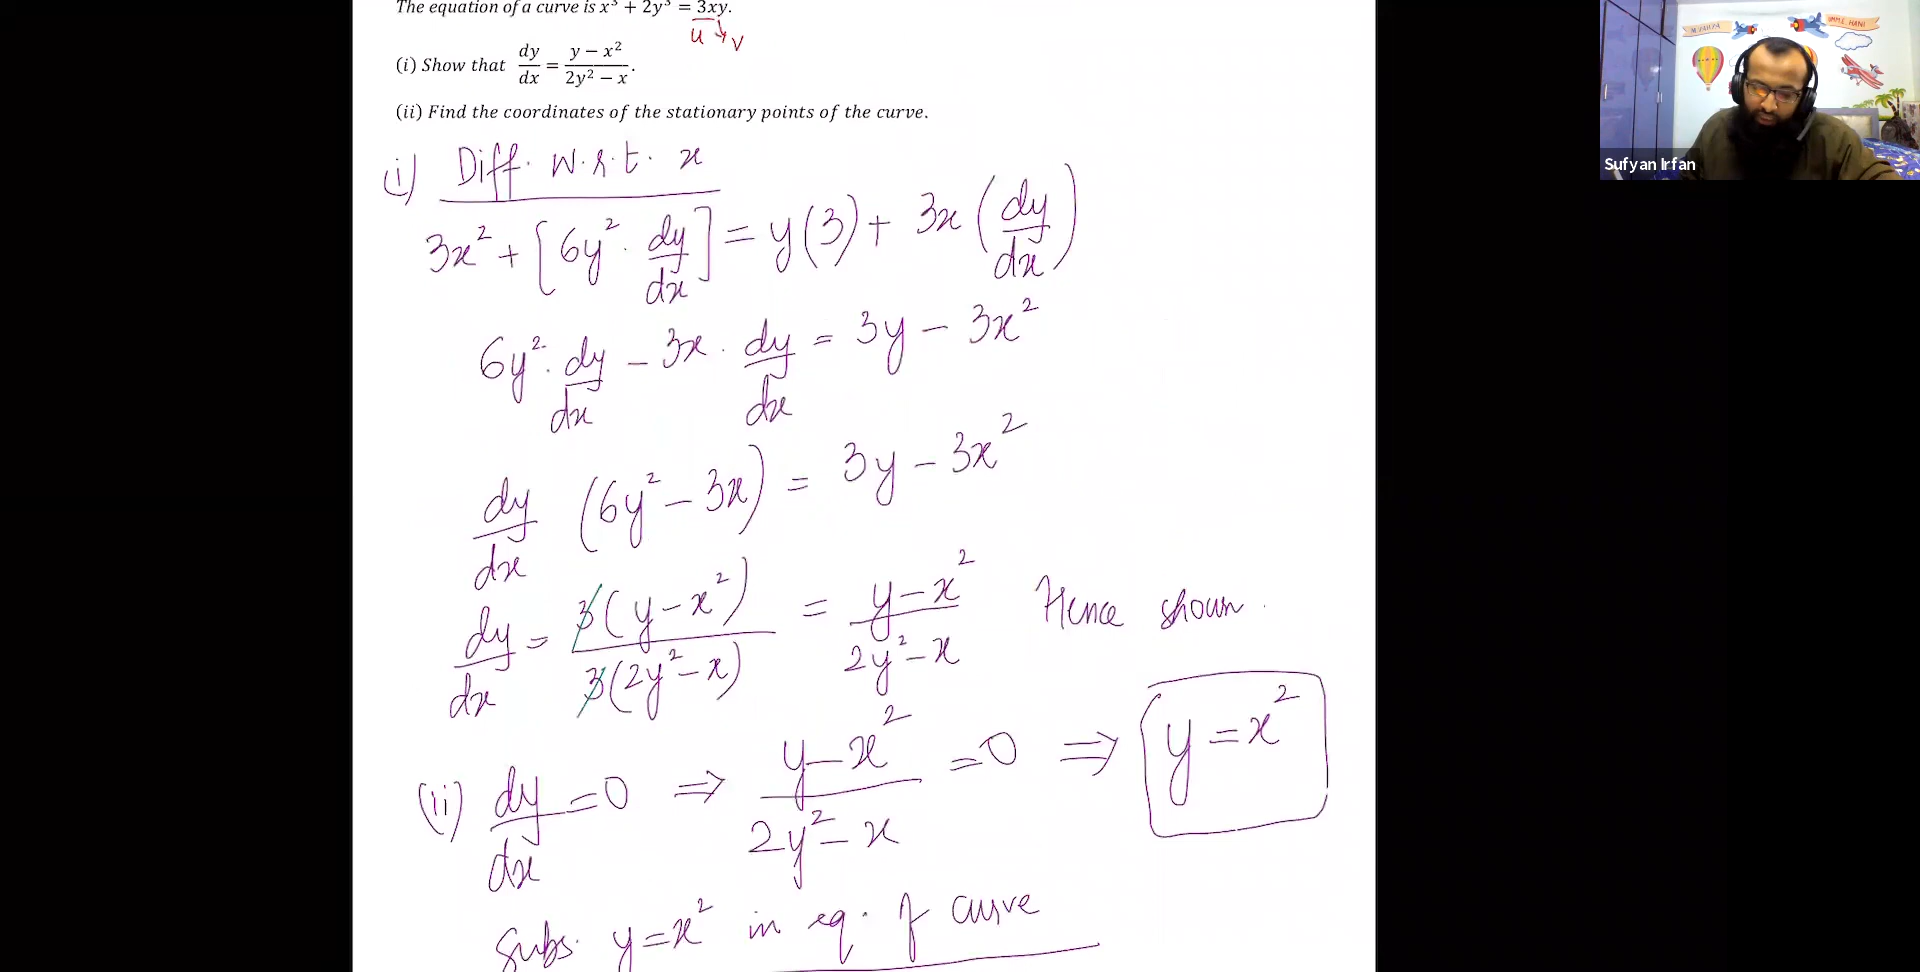 The equation of a curve is x³ + 2y³ = 3xy.
u v
(i) Show that dy/dx = (y − x²)/(2y² − x).
(ii) Find the coordinates of the stationary points of the curve.
i) Diff. w.r.t. x
3x² + [6y² · dy/dx] = y(3) + 3x (dy/dx)
6y² · dy/dx − 3x · dy/dx = 3y − 3x²
dy/dx (6y² − 3x) = 3y − 3x²
dy/dx = 3(y − x²)/3(2y² − x) = (y − x²)/(2y² − x) Hence shown.
(ii) dy/dx = 0 ⇒ (y − x²)/(2y² − x) = 0 ⇒ y = x²
Subs. y = x² in eq. of curve
UMME HANI
Sufyan Irfan